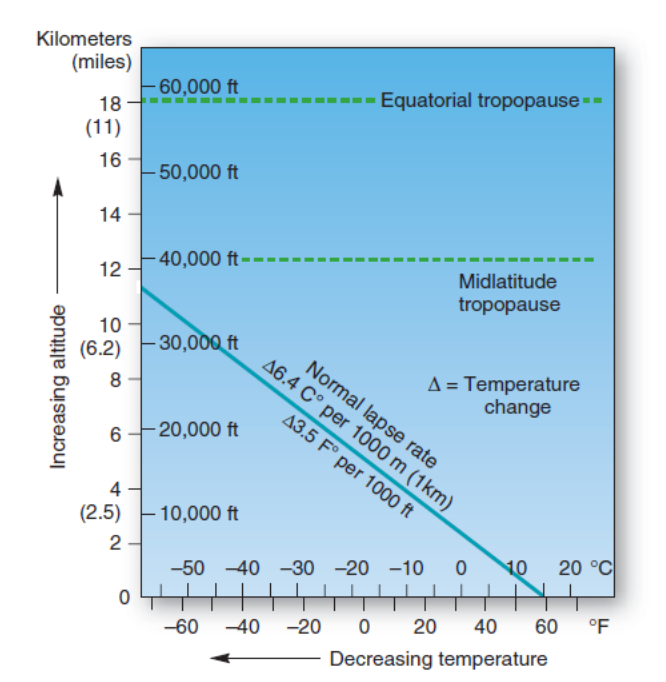 Kilometers
(miles)
60,000 ft
18
Equatorial tropopause
(11)
16
50,000 ft
14
40,000 ft
12
Midlatitude
tropopause
10
(6.2)
30,000 ft
8
Δ = Temperature
change
Normal lapse rate
Δ6.4 C° per 1000 m (1km)
Δ3.5 F° per 1000 ft
6
20,000 ft
4
(2.5)
10,000 ft
2
Increasing altitude
–50 –40 –30 –20 –10 0 10 20 °C
0
–60 –40 –20 0 20 40 60 °F
Decreasing temperature